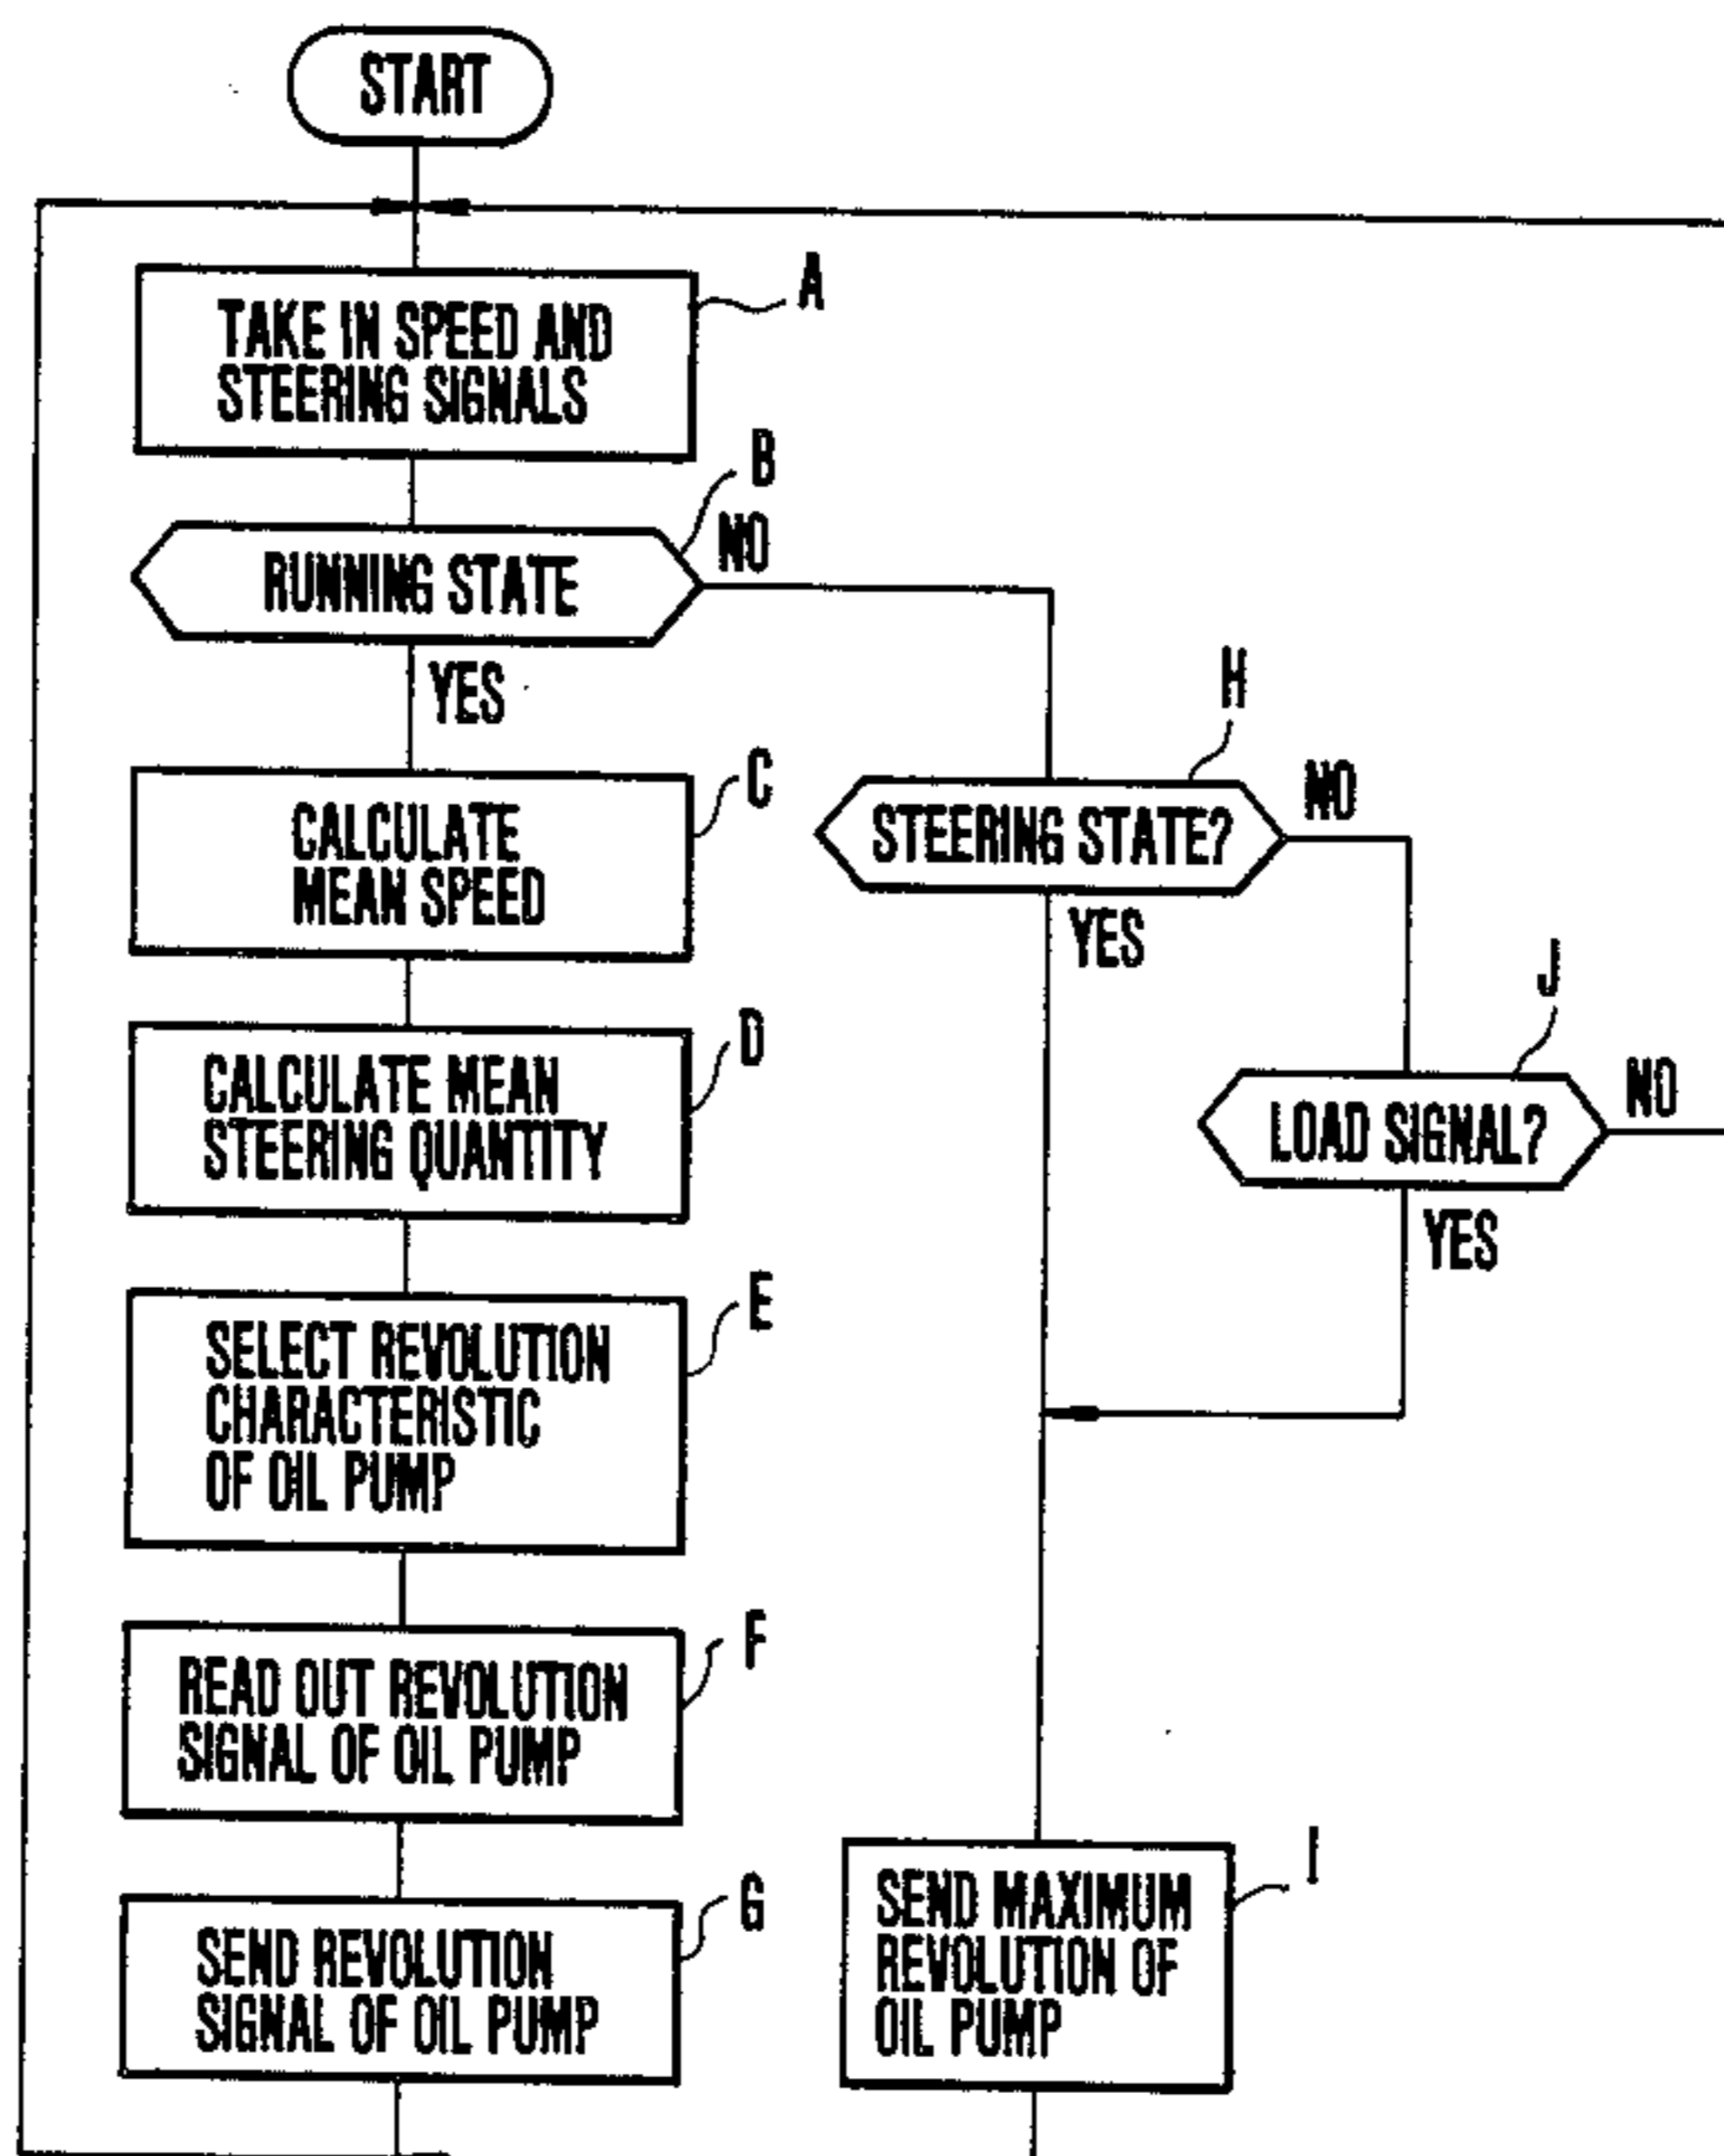 START
A
TAKE IN SPEED AND
STEERING SIGNALS
B
NO
RUNNING STATE
YES
H
C
NO
CALCULATE
MEAN SPEED
STEERING STATE?
YES
J
D
CALCULATE MEAN
STEERING QUANTITY
NO
LOAD SIGNAL?
YES
E
SELECT REVOLUTION
CHARACTERISTIC
OF OIL PUMP
F
READ OUT REVOLUTION
SIGNAL OF OIL PUMP
I
G
SEND MAXIMUM
REVOLUTION OF
OIL PUMP
SEND REVOLUTION
SIGNAL OF OIL PUMP